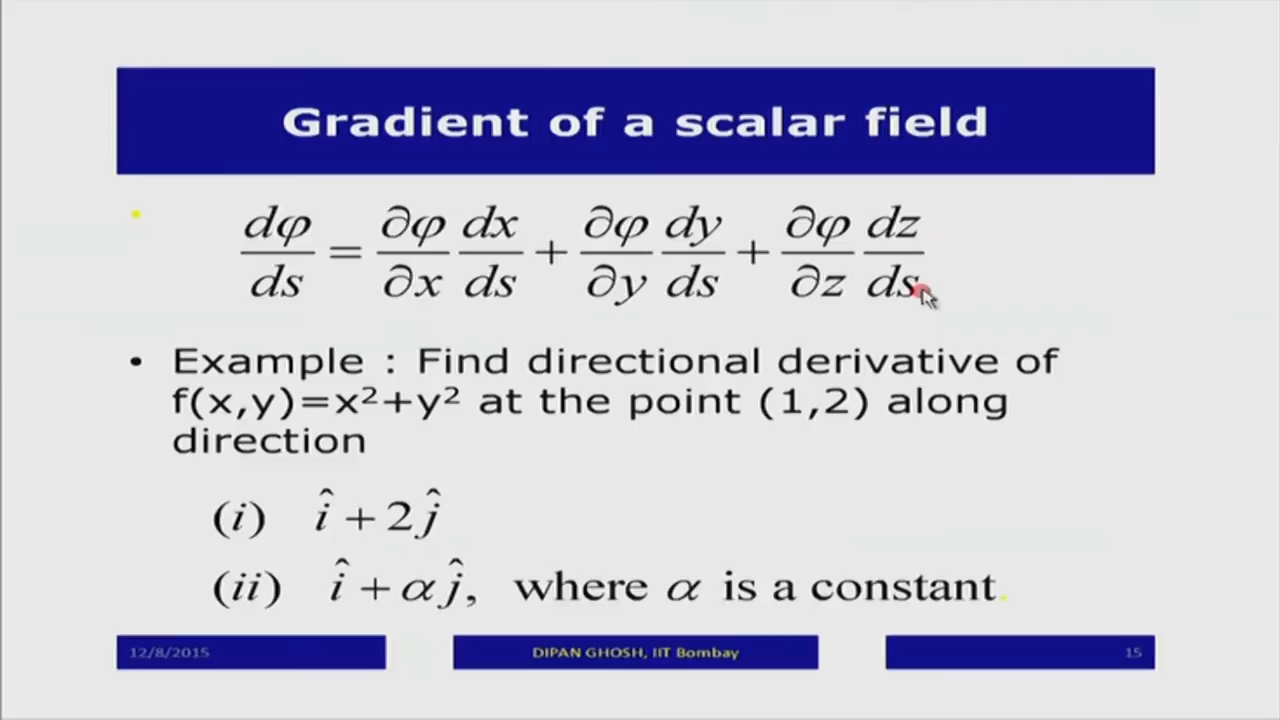 Gradient of a scalar field
dφ/ds = ∂φ/∂x dx/ds + ∂φ/∂y dy/ds + ∂φ/∂z dz/ds
• Example : Find directional derivative of
f(x,y)=x²+y² at the point (1,2) along
direction
(i) î + 2ĵ
(ii) î + αĵ, where α is a constant.
12/8/2015
DIPAN GHOSH, IIT Bombay
15